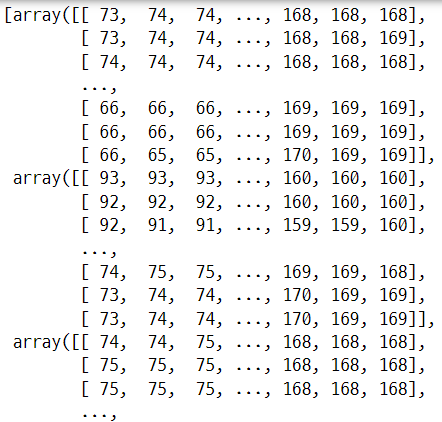 [array([[ 73,  74,  74, ..., 168, 168, 168],
        [ 73,  74,  74, ..., 168, 168, 169],
        [ 74,  74,  74, ..., 168, 168, 168],
        ...,
        [ 66,  66,  66, ..., 169, 169, 169],
        [ 66,  66,  66, ..., 169, 169, 169],
        [ 66,  65,  65, ..., 170, 169, 169]],
 array([[ 93,  93,  93, ..., 160, 160, 160],
        [ 92,  92,  92, ..., 160, 160, 160],
        [ 92,  91,  91, ..., 159, 159, 160],
        ...,
        [ 74,  75,  75, ..., 169, 169, 168],
        [ 73,  74,  74, ..., 170, 169, 169],
        [ 73,  74,  74, ..., 170, 169, 169]],
 array([[ 74,  74,  75, ..., 168, 168, 168],
        [ 75,  75,  75, ..., 168, 168, 168],
        [ 75,  75,  75, ..., 168, 168, 168],
        ...,